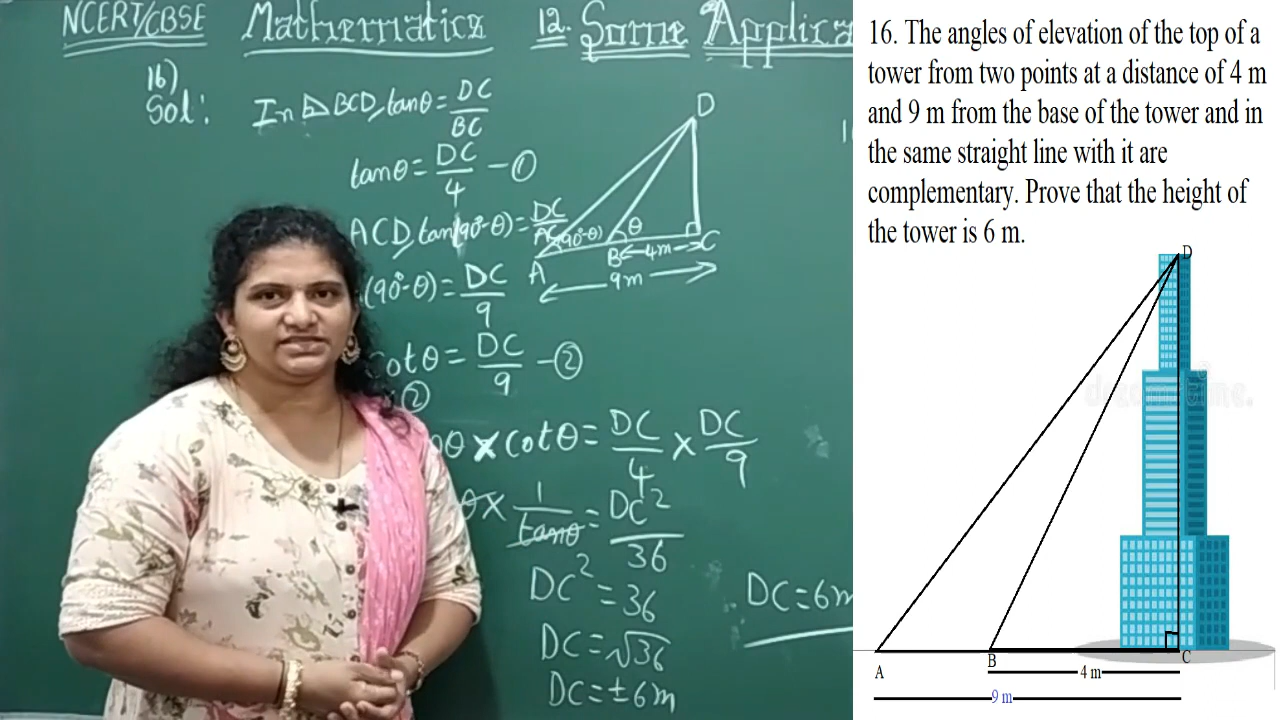 NCERT/CBSE Mathematics 12. Some Applica
16)
Sol: In △BCD, tanθ = DC/BC
tanθ = DC/4 - ①
ACD, tan(90°-θ) = DC/AC
(90°-θ) = DC/9
cotθ = DC/9 - ②
②
θ × cotθ = DC/4 × DC/9
θ × 1/tanθ = DC²/36
DC² = 36
DC = √36
DC = ±6m
DC = 6m
D
(90°-θ) θ
A B 4m C
9m
16. The angles of elevation of the top of a
tower from two points at a distance of 4 m
and 9 m from the base of the tower and in
the same straight line with it are
complementary. Prove that the height of
the tower is 6 m.
D
A B C
4 m
9 m